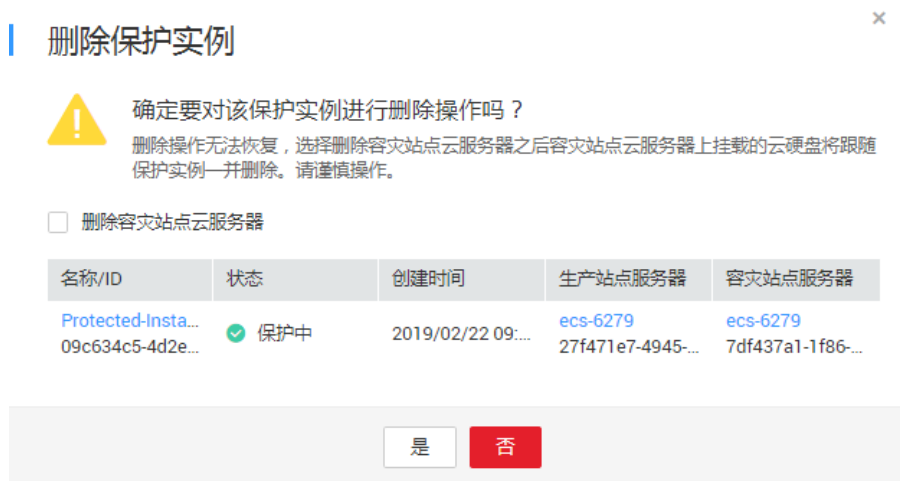 删除保护实例
确定要对该保护实例进行删除操作吗？
删除操作无法恢复，选择删除容灾站点云服务器之后容灾站点云服务器上挂载的云硬盘将跟随
保护实例一并删除。请谨慎操作。
删除容灾站点云服务器
名称/ID 状态 创建时间 生产站点服务器 容灾站点服务器
Protected-Insta... 保护中 2019/02/22 09:... ecs-6279 ecs-6279
09c634c5-4d2e... 27f471e7-4945-... 7df437a1-1f86-...
是 否